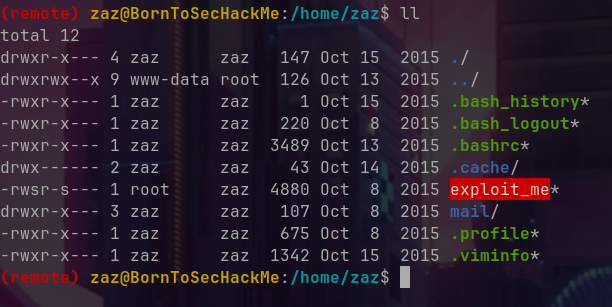 (remote) zaz@BornToSecHackMe:/home/zaz$ ll
total 12
drwxr-x--- 4 zaz      zaz   147 Oct 15  2015 ./
drwxrwx--x 9 www-data root  126 Oct 13  2015 ../
-rwxr-x--- 1 zaz      zaz     1 Oct 15  2015 .bash_history*
-rwxr-x--- 1 zaz      zaz   220 Oct  8  2015 .bash_logout*
-rwxr-x--- 1 zaz      zaz  3489 Oct 13  2015 .bashrc*
drwx------ 2 zaz      zaz    43 Oct 14  2015 .cache/
-rwsr-s--- 1 root     zaz  4880 Oct  8  2015 exploit_me*
drwxr-x--- 3 zaz      zaz   107 Oct  8  2015 mail/
-rwxr-x--- 1 zaz      zaz   675 Oct  8  2015 .profile*
-rwxr-x--- 1 zaz      zaz  1342 Oct 15  2015 .viminfo*
(remote) zaz@BornToSecHackMe:/home/zaz$